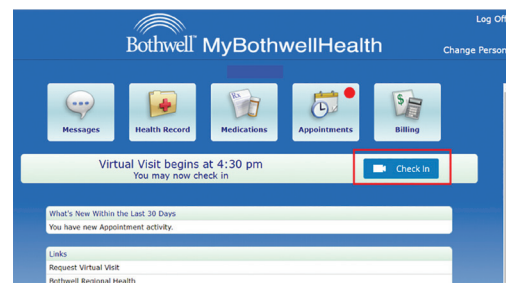 Log Off
Bothwell MyBothwellHealth
Change Person
Messages
Health Record
Rx
Medications
Appointments
$
Billing
Virtual Visit begins at 4:30 pm
You may now check in
Check In
What's New Within the Last 30 Days
You have new Appointment activity.
Links
Request Virtual Visit
Bothwell Regional Health